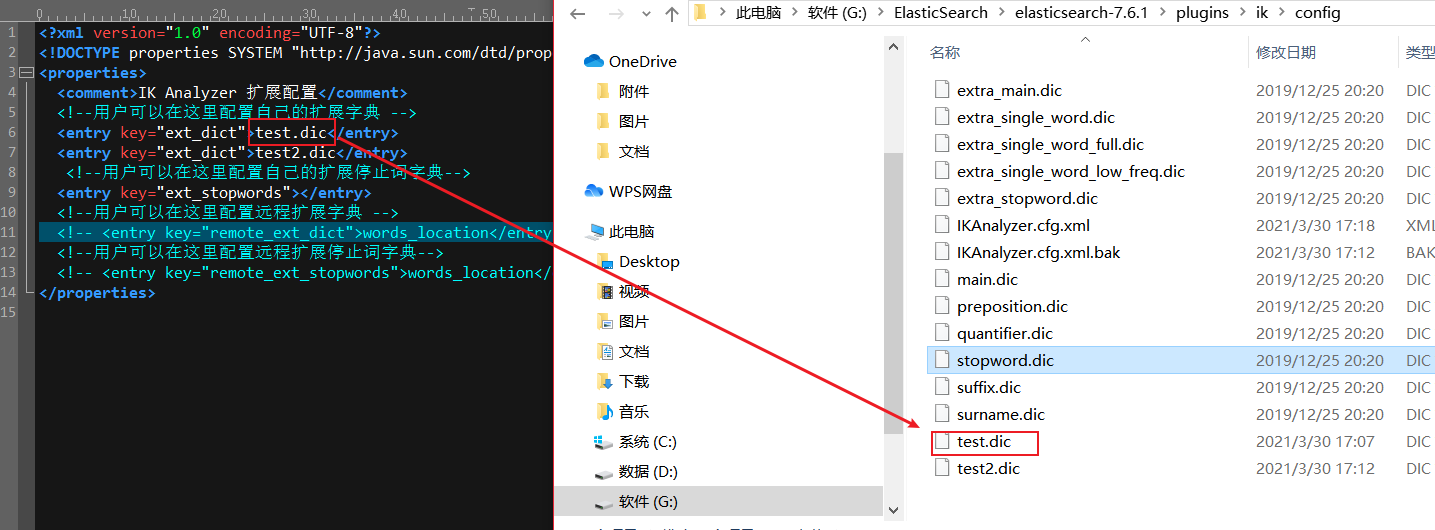 0 10 20 30 40 50
1 <?xml version="1.0" encoding="UTF-8"?>
2 <!DOCTYPE properties SYSTEM "http://java.sun.com/dtd/prop
3 <properties>
4 <comment>IK Analyzer 扩展配置</comment>
5 <!--用户可以在这里配置自己的扩展字典 -->
6 <entry key="ext_dict">test.dic</entry>
7 <entry key="ext_dict">test2.dic</entry>
8 <!--用户可以在这里配置自己的扩展停止词字典-->
9 <entry key="ext_stopwords"></entry>
10 <!--用户可以在这里配置远程扩展字典 -->
11 <!-- <entry key="remote_ext_dict">words_location</entry
12 <!--用户可以在这里配置远程扩展停止词字典-->
13 <!-- <entry key="remote_ext_stopwords">words_location</
14 </properties>
15
此电脑 > 软件 (G:) > ElasticSearch > elasticsearch-7.6.1 > plugins > ik > config
OneDrive
附件
图片
文档
WPS网盘
此电脑
Desktop
视频
图片
文档
下载
音乐
系统 (C:)
数据 (D:)
软件 (G:)
名称 修改日期 类型
extra_main.dic 2019/12/25 20:20 DIC
extra_single_word.dic 2019/12/25 20:20 DIC
extra_single_word_full.dic 2019/12/25 20:20 DIC
extra_single_word_low_freq.dic 2019/12/25 20:20 DIC
extra_stopword.dic 2019/12/25 20:20 DIC
IKAnalyzer.cfg.xml 2021/3/30 17:18 XML
IKAnalyzer.cfg.xml.bak 2021/3/30 17:12 BAK
main.dic 2019/12/25 20:20 DIC
preposition.dic 2019/12/25 20:20 DIC
quantifier.dic 2019/12/25 20:20 DIC
stopword.dic 2019/12/25 20:20 DIC
suffix.dic 2019/12/25 20:20 DIC
surname.dic 2019/12/25 20:20 DIC
test.dic 2021/3/30 17:07 DIC
test2.dic 2021/3/30 17:12 DIC